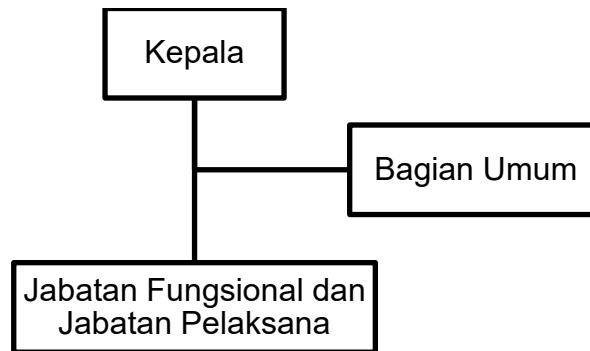 Kepala
Bagian Umum
Jabatan Fungsional dan
Jabatan Pelaksana